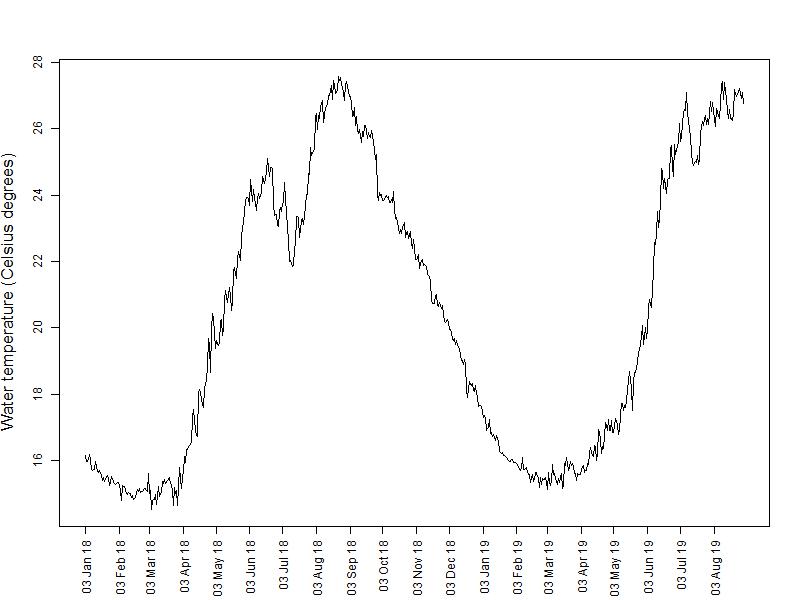 Water temperature (Celsius degrees)
28
26
24
22
20
18
16
03 Jan 18
03 Feb 18
03 Mar 18
03 Apr 18
03 May 18
03 Jun 18
03 Jul 18
03 Aug 18
03 Sep 18
03 Oct 18
03 Nov 18
03 Dec 18
03 Jan 19
03 Feb 19
03 Mar 19
03 Apr 19
03 May 19
03 Jun 19
03 Jul 19
03 Aug 19